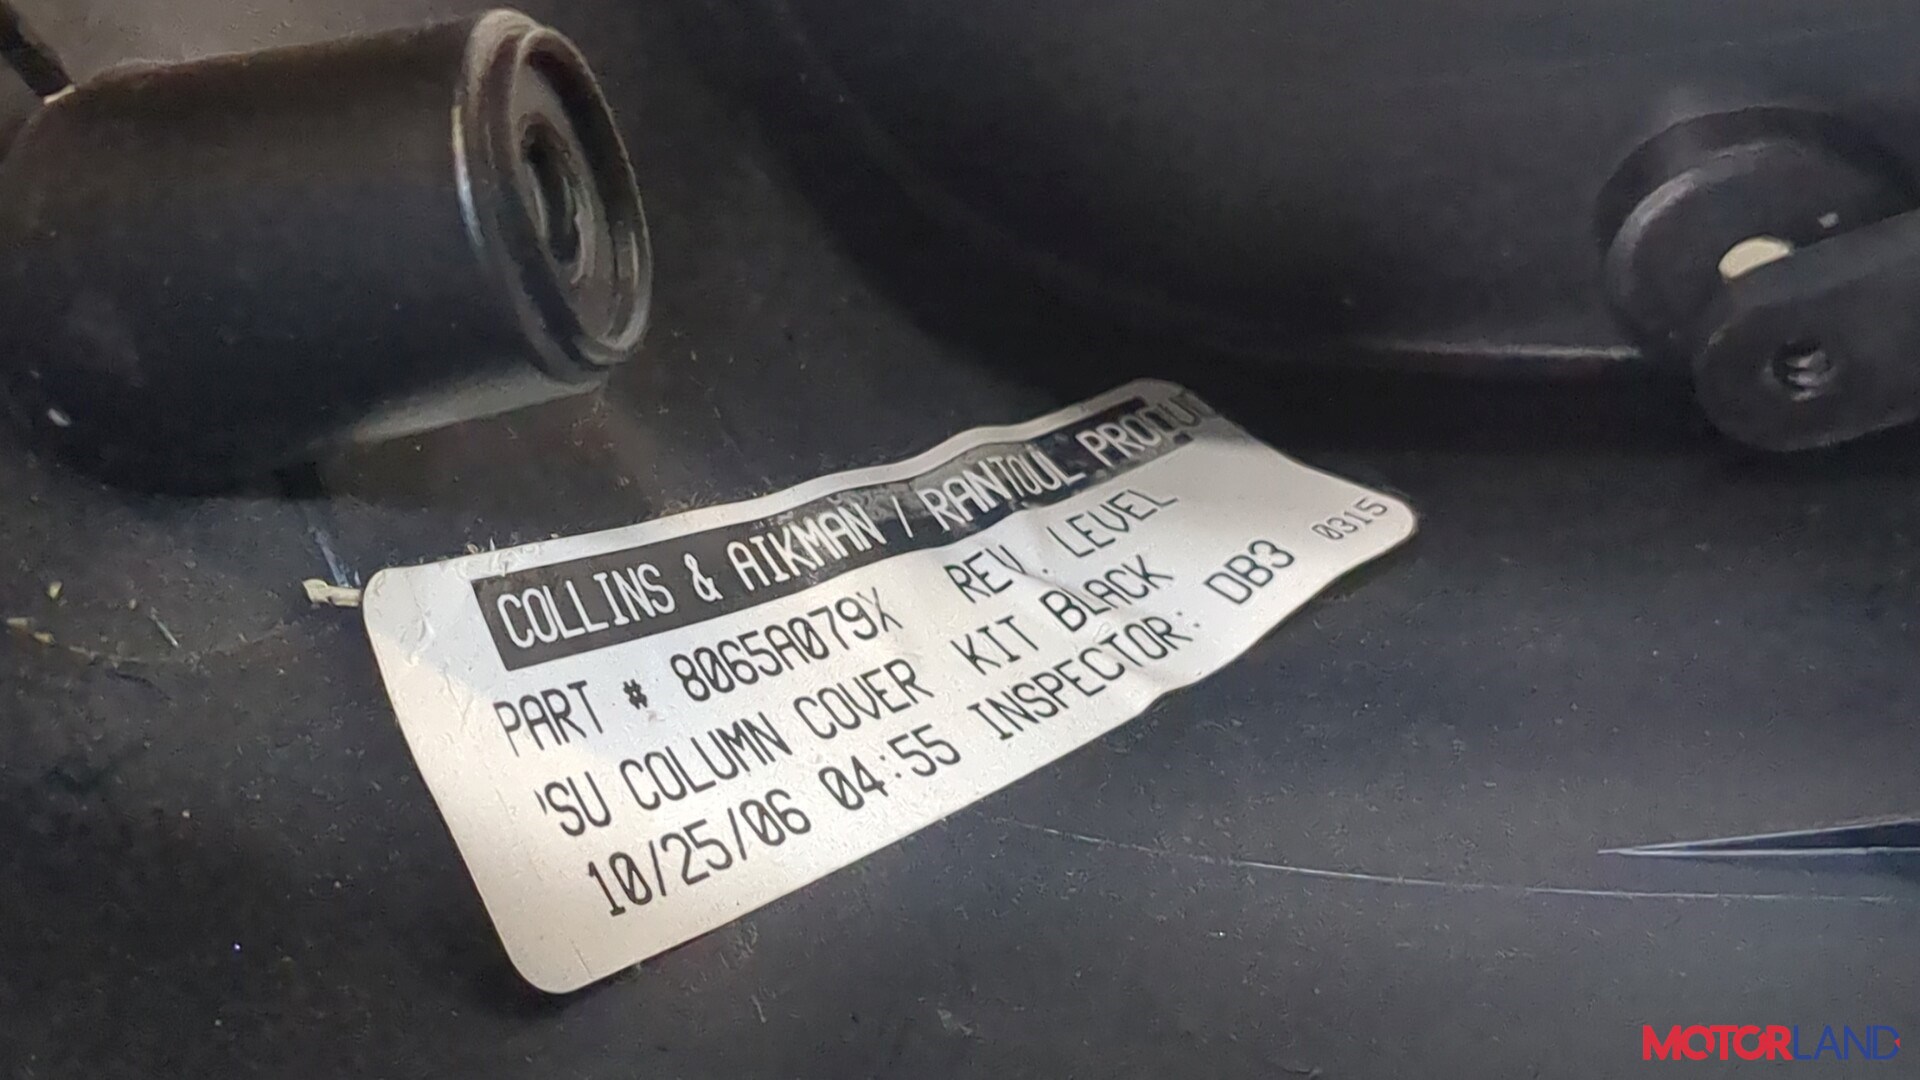 COLLINS & AIKMAN / RANTOUL PRODUC
PART # 8065A079X REV. LEVEL
'SU COLUMN COVER KIT BLACK
10/25/06 04:55 INSPECTOR: DB3 0315
MOTORLAND